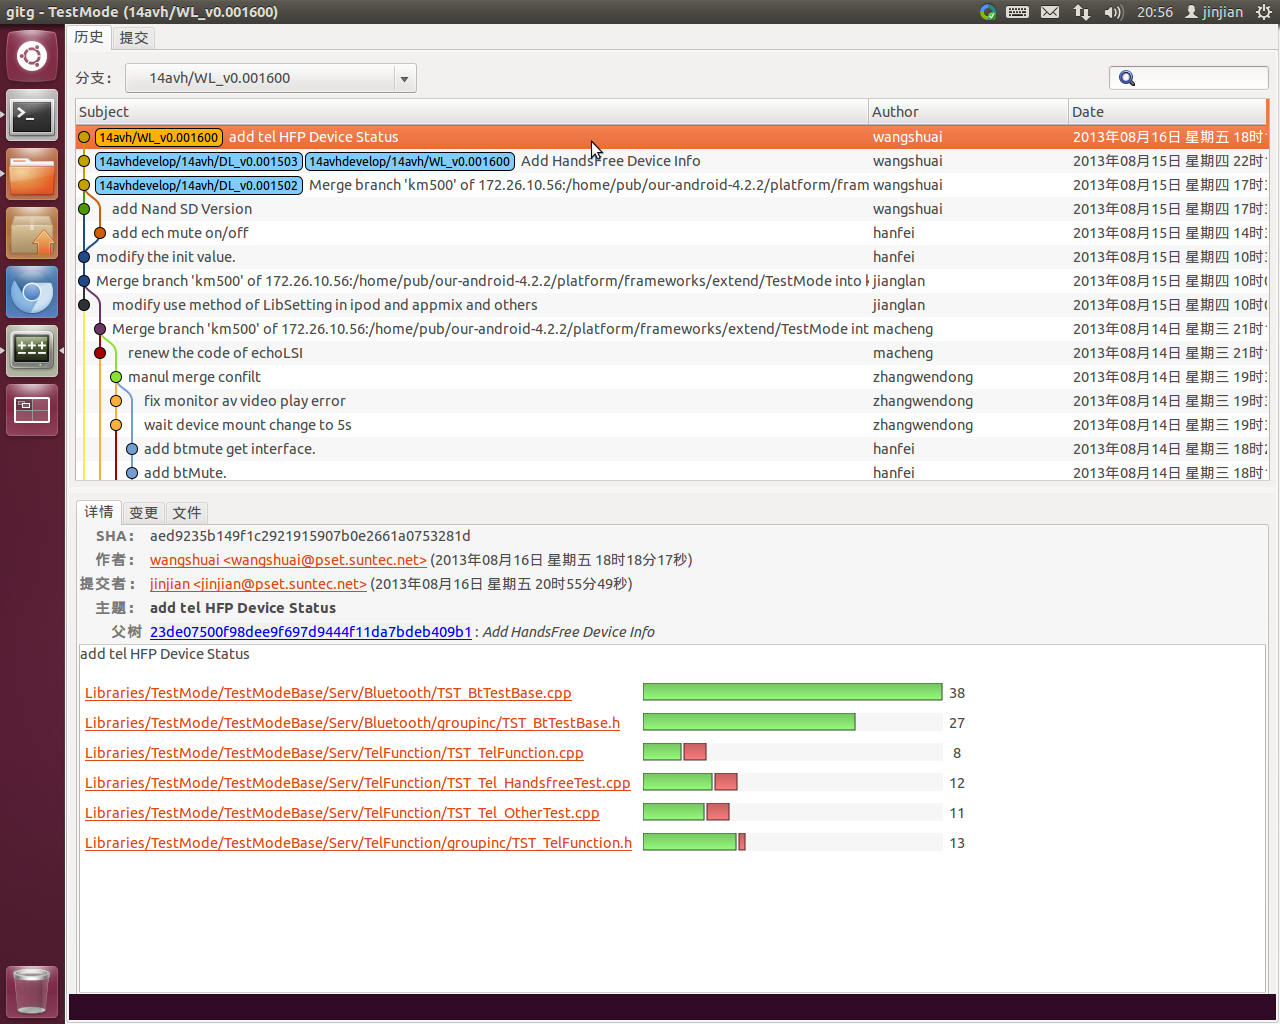 gitg - TestMode (14avh/WL_v0.001600)
20:56 jinjian
历史 提交
分支： 14avh/WL_v0.001600
Subject Author Date
14avh/WL_v0.001600 add tel HFP Device Status wangshuai 2013年08月16日 星期五 18时
14avhdevelop/14avh/DL_v0.001503 14avhdevelop/14avh/WL_v0.001600 Add HandsFree Device Info wangshuai 2013年08月15日 星期四 22时
14avhdevelop/14avh/DL_v0.001502 Merge branch 'km500' of 172.26.10.56:/home/pub/our-android-4.2.2/platform/fram wangshuai 2013年08月15日 星期四 17时
add Nand SD Version wangshuai 2013年08月15日 星期四 17时
add ech mute on/off hanfei 2013年08月15日 星期四 14时
modify the init value. hanfei 2013年08月15日 星期四 10时
Merge branch 'km500' of 172.26.10.56:/home/pub/our-android-4.2.2/platform/frameworks/extend/TestMode into jianglan 2013年08月15日 星期四 10时
modify use method of LibSetting in ipod and appmix and others jianglan 2013年08月15日 星期四 10时
Merge branch 'km500' of 172.26.10.56:/home/pub/our-android-4.2.2/platform/frameworks/extend/TestMode int macheng 2013年08月14日 星期三 21时
renew the code of echoLSI macheng 2013年08月14日 星期三 21时
manul merge confilt zhangwendong 2013年08月14日 星期三 19时
fix monitor av video play error zhangwendong 2013年08月14日 星期三 19时
wait device mount change to 5s zhangwendong 2013年08月14日 星期三 19时
add btmute get interface. hanfei 2013年08月14日 星期三 18时
add btMute. hanfei 2013年08月14日 星期三 18时
详情 变更 文件
SHA: aed9235b149f1c2921915907b0e2661a0753281d
作者： wangshuai <wangshuai@pset.suntec.net> (2013年08月16日 星期五 18时18分17秒)
提交者： jinjian <jinjian@pset.suntec.net> (2013年08月16日 星期五 20时55分49秒)
主题： add tel HFP Device Status
父树 23de07500f98dee9f697d9444f11da7bdeb409b1: Add HandsFree Device Info
add tel HFP Device Status
Libraries/TestMode/TestModeBase/Serv/Bluetooth/TST_BtTestBase.cpp 38
Libraries/TestMode/TestModeBase/Serv/Bluetooth/groupinc/TST_BtTestBase.h 27
Libraries/TestMode/TestModeBase/Serv/TelFunction/TST_TelFunction.cpp 8
Libraries/TestMode/TestModeBase/Serv/TelFunction/TST_Tel_HandsfreeTest.cpp 12
Libraries/TestMode/TestModeBase/Serv/TelFunction/TST_Tel_OtherTest.cpp 11
Libraries/TestMode/TestModeBase/Serv/TelFunction/groupinc/TST_TelFunction.h 13